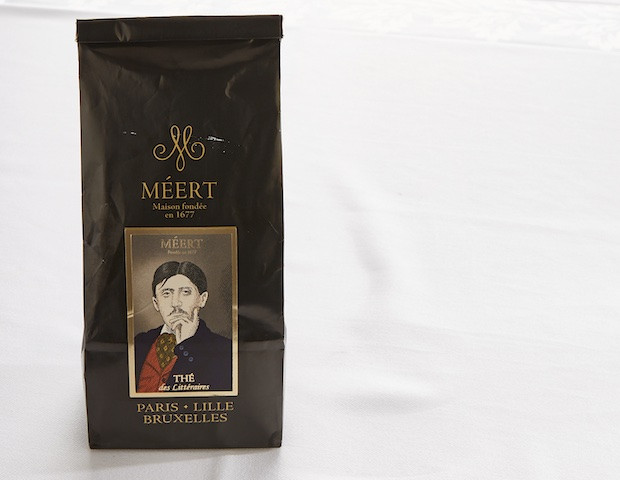 M
MÉERT
Maison fondée
en 1677
MÉERT
THÉ
des Littéraires
PARIS • LILLE
BRUXELLES